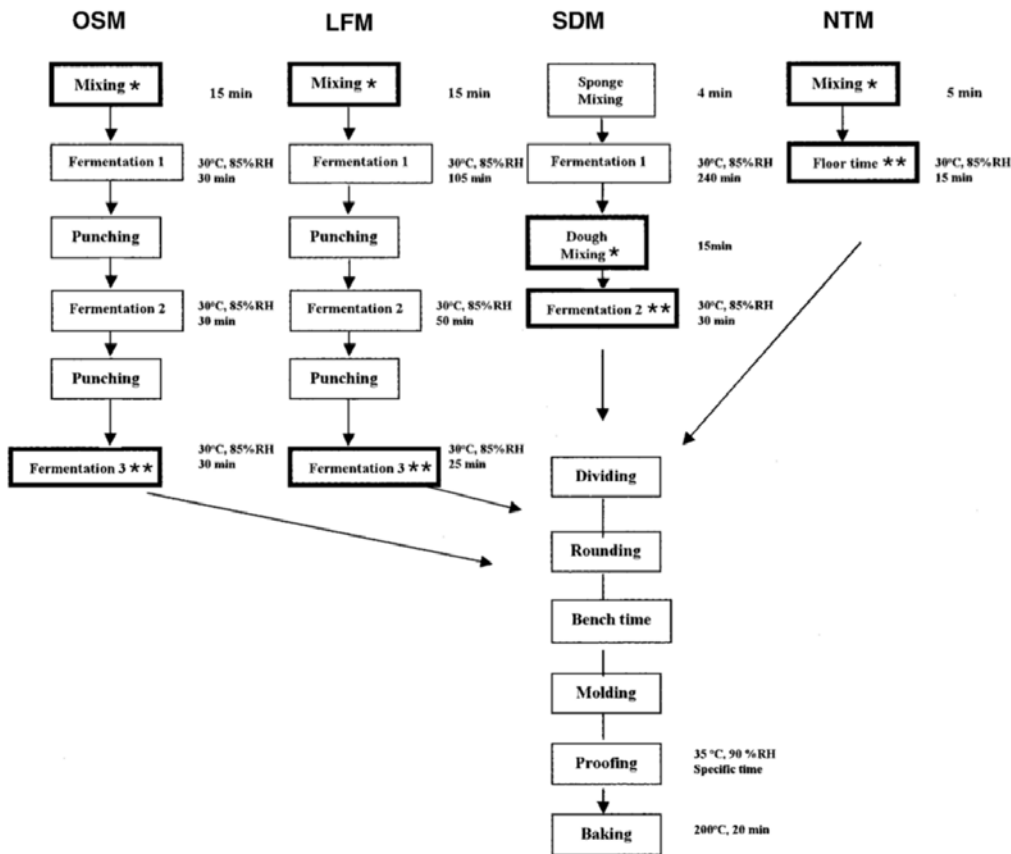 OSM LFM SDM NTM
Mixing * 15 min Mixing * 15 min Sponge 4 min Mixing * 5 min
Mixing
Fermentation 1 30°C, 85%RH Fermentation 1 30°C, 85%RH Fermentation 1 30°C, 85%RH Floor time ** 30°C, 85%RH
30 min 105 min 240 min 15 min
Punching Punching Dough 15min
Mixing *
Fermentation 2 30°C, 85%RH Fermentation 2 30°C, 85%RH Fermentation 2 ** 30°C, 85%RH
30 min 50 min 30 min
Punching Punching
Fermentation 3 ** 30°C, 85%RH Fermentation 3 ** 30°C, 85%RH
30 min 25 min
Dividing
Rounding
Bench time
Molding
Proofing 35 °C, 90 %RH
Specific time
Baking 200°C, 20 min